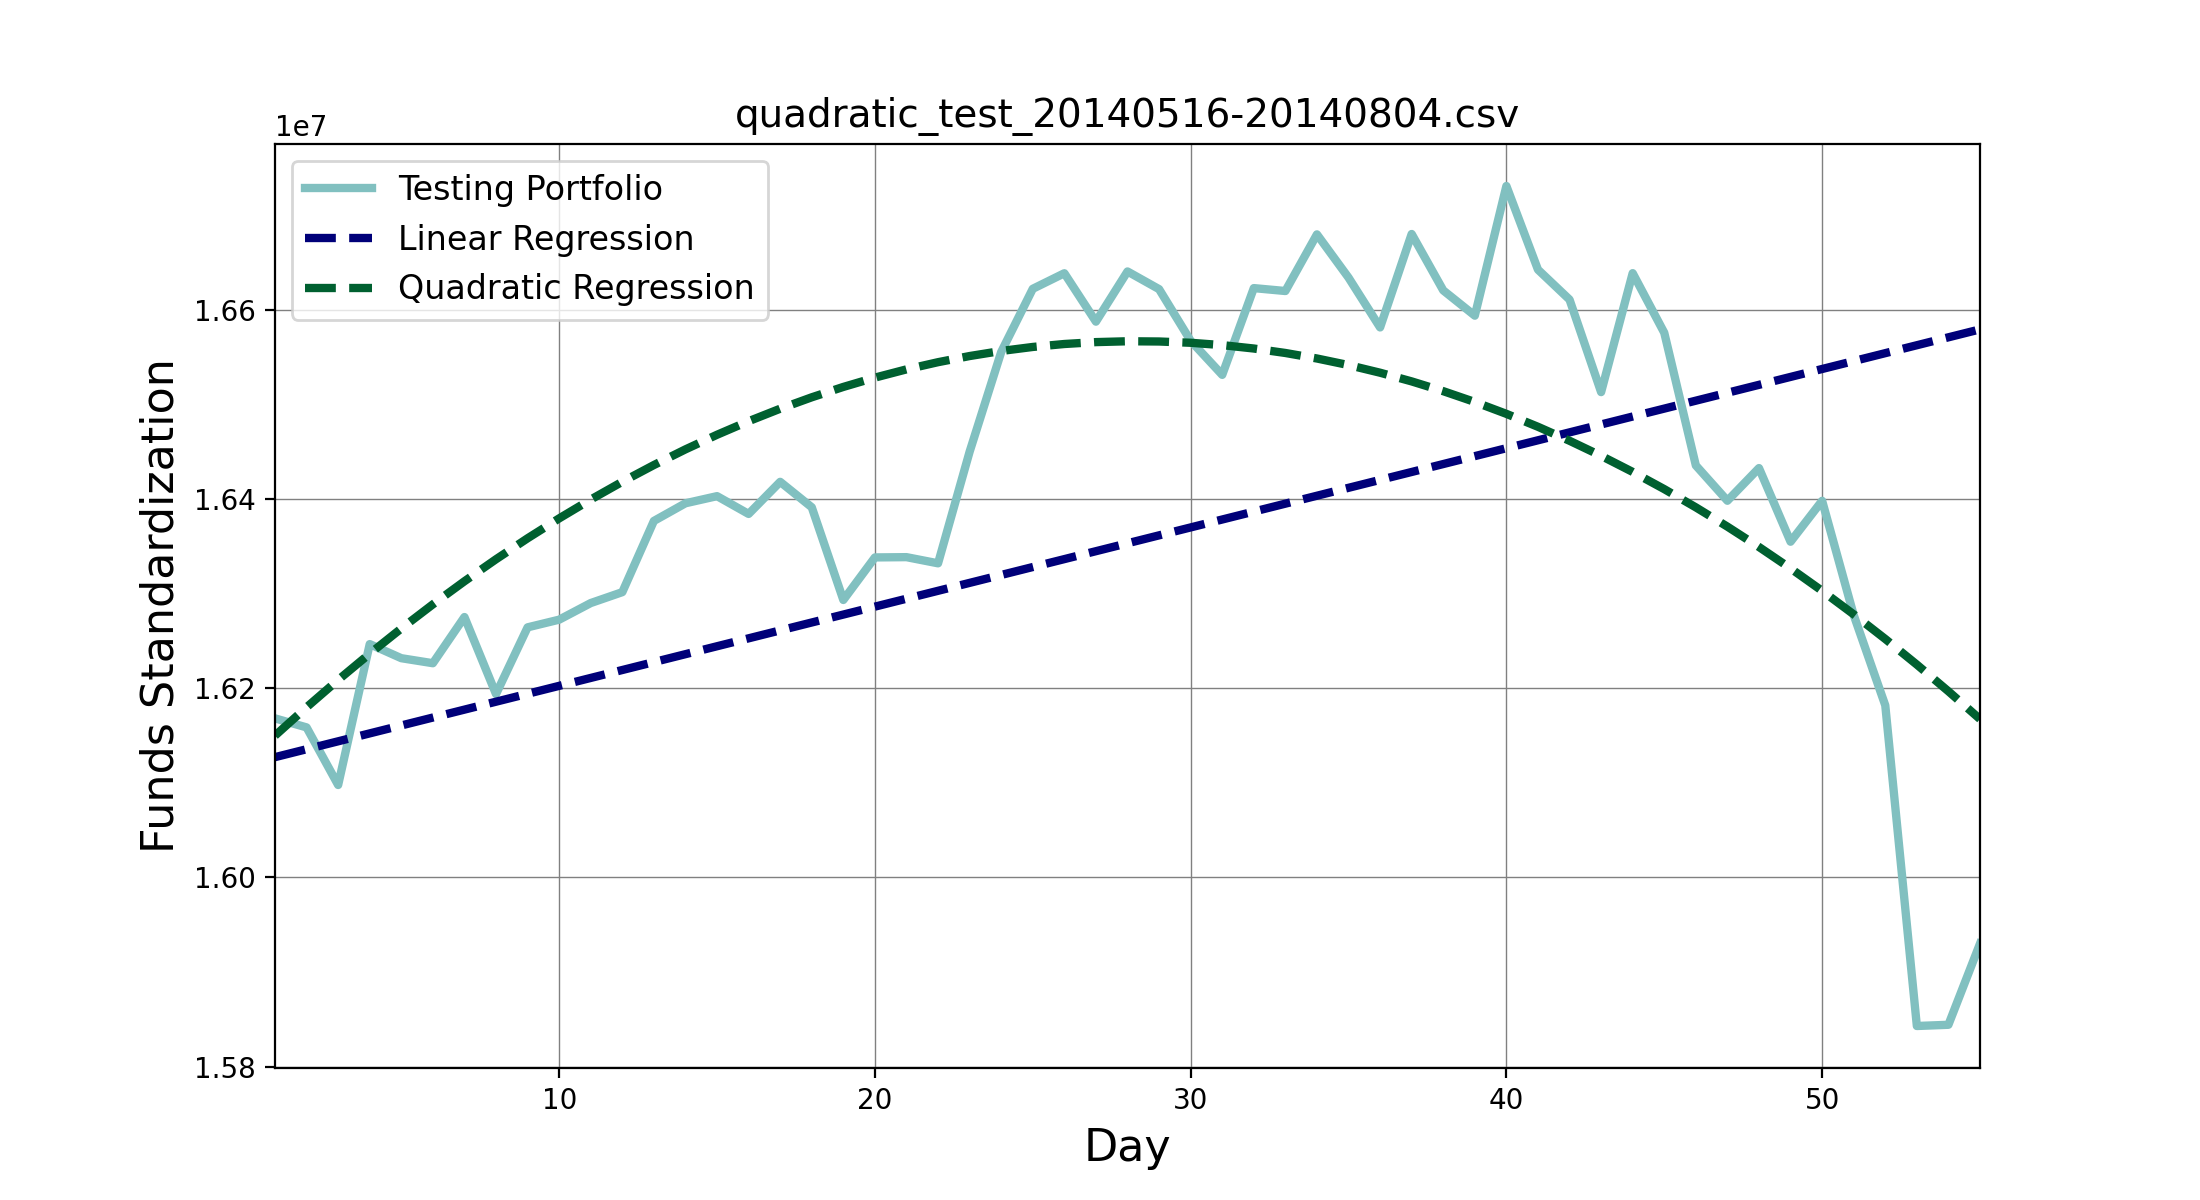 quadratic_test_20140516-20140804.csv
1e7
Testing Portfolio
Linear Regression
Quadratic Regression
Funds Standardization
1.66
1.64
1.62
1.60
1.58
10 20 30 40 50
Day